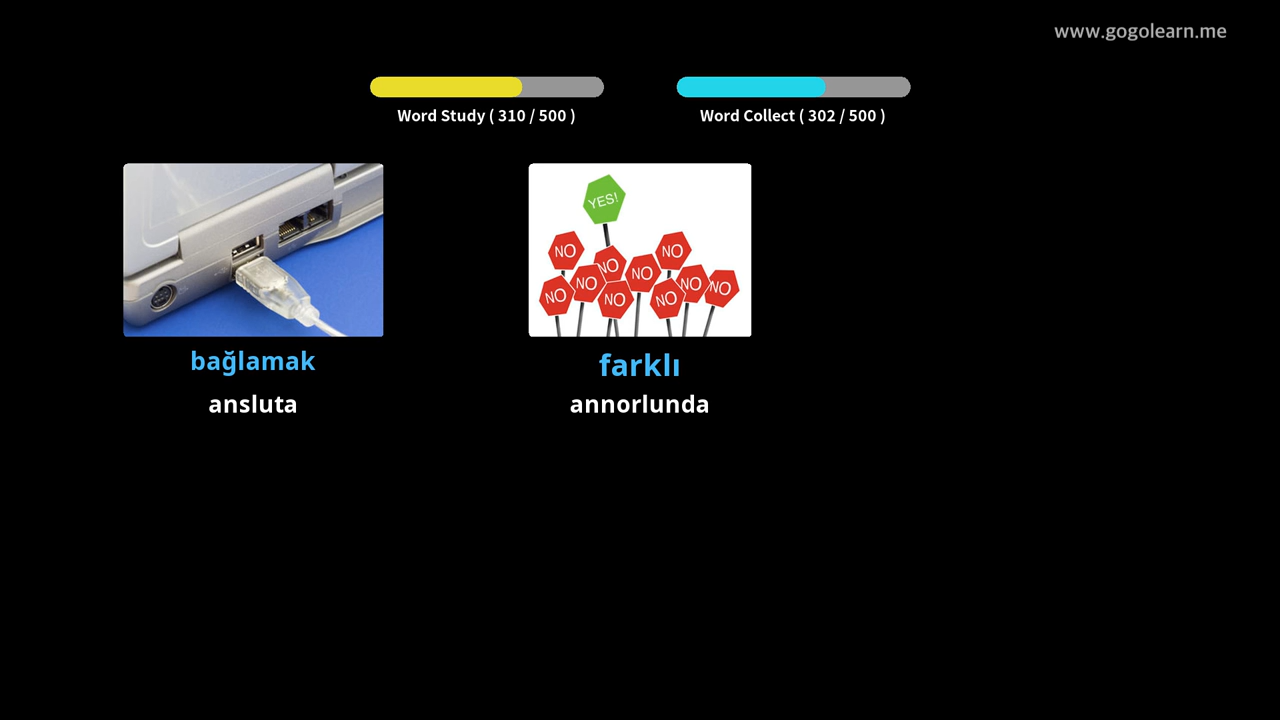 www.gogolearn.me
Word Study ( 310 / 500 )
Word Collect ( 302 / 500 )
YES!
NO
NO
NO
NO
NO
NO
NO
NO
NO
NO
bağlamak
farklı
ansluta
annorlunda